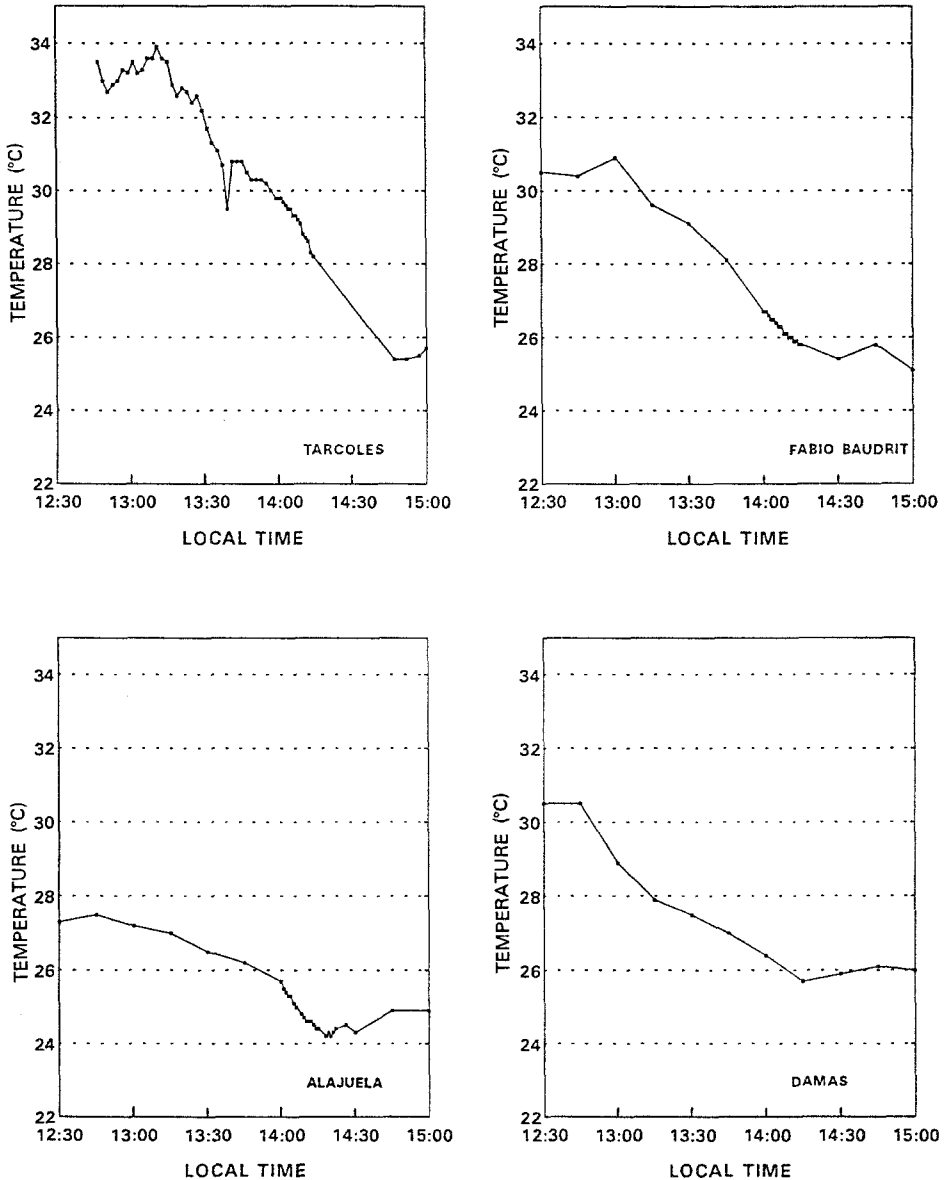 TEMPERATURE (°C)
34
32
30
28
26
24
22
TARCOLES
12:30 13:00 13:30 14:00 14:30 15:00
LOCAL TIME
TEMPERATURE (°C)
34
32
30
28
26
24
22
FABIO BAUDRIT
12:30 13:00 13:30 14:00 14:30 15:00
LOCAL TIME
TEMPERATURE (°C)
34
32
30
28
26
24
22
ALAJUELA
12:30 13:00 13:30 14:00 14:30 15:00
LOCAL TIME
TEMPERATURE (°C)
34
32
30
28
26
24
22
DAMAS
12:30 13:00 13:30 14:00 14:30 15:00
LOCAL TIME